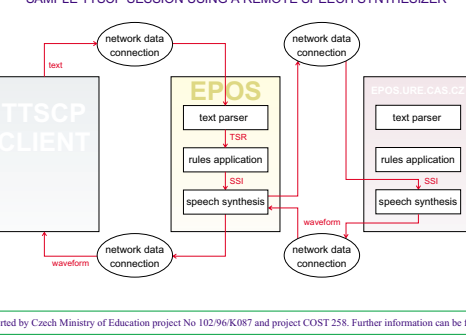 SAMPLE TTSCP SESSION USING A REMOTE SPEECH SYNTHESIZER
network data
connection
network data
connection
text
TTSCP
CLIENT
EPOS
EPOS.URE.CAS.CZ
text parser
text parser
TSR
rules application
rules application
SSI
SSI
speech synthesis
speech synthesis
waveform
network data
connection
network data
connection
waveform
rted by Czech Ministry of Education project No 102/96/K087 and project COST 258. Further information can be